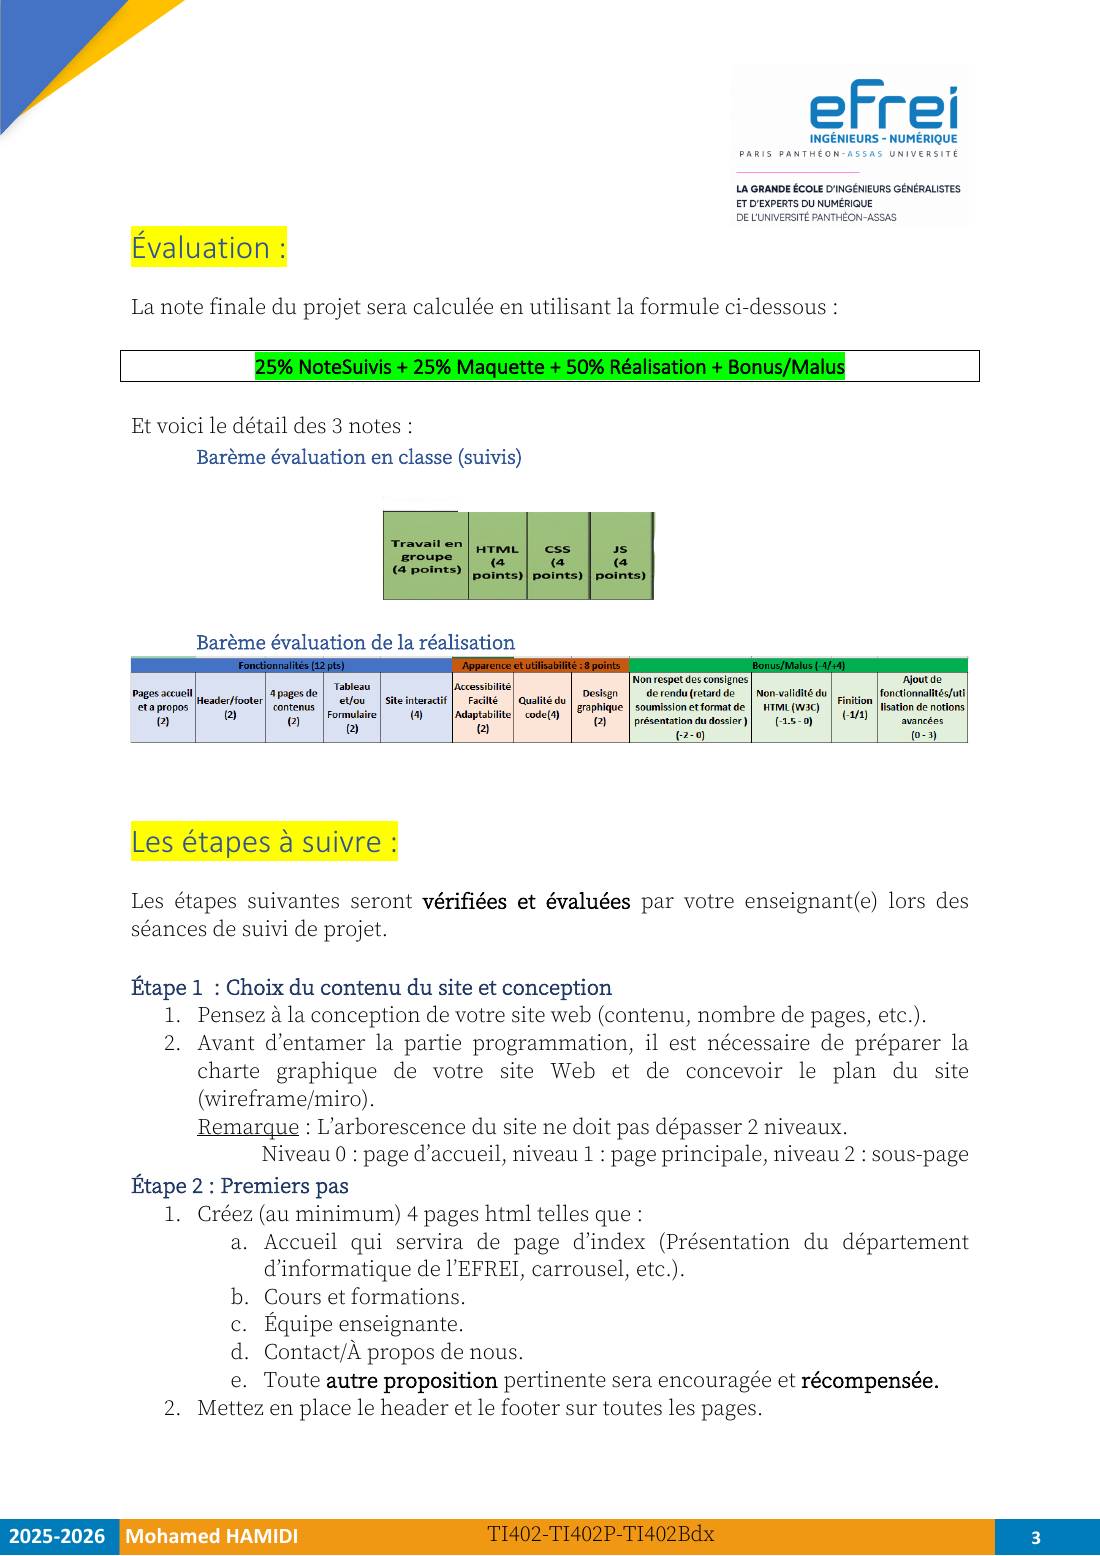 efrei
INGÉNIEURS - NUMÉRIQUE
PARIS PANTHÉON-ASSAS UNIVERSITÉ
LA GRANDE ÉCOLE D'INGÉNIEURS GÉNÉRALISTES
ET D'EXPERTS DU NUMÉRIQUE
DE L'UNIVERSITÉ PANTHÉON-ASSAS
Évaluation :
La note finale du projet sera calculée en utilisant la formule ci-dessous :
25% NoteSuivis + 25% Maquette + 50% Réalisation + Bonus/Malus
Et voici le détail des 3 notes :
Barème évaluation en classe (suivis)
Travail en groupe (4 points) HTML (4 points) CSS (4 points) JS (4 points)
Barème évaluation de la réalisation
Fonctionnalités (12 pts) Apparence et utilisabilité : 8 points Bonus/Malus (-4/+4)
Pages accueil et a propos (2) Header/footer (2) 4 pages de contenus (2) Tableau et/ou Formulaire (2) Site interactif (4) Accessibilité Facilté Adaptabilite (2) Qualité du code(4) Desisgn graphique (2) Non respet des consignes de rendu (retard de soumission et format de présentation du dossier ) (-2 - 0) Non-validité du HTML (W3C) (-1.5 - 0) Finition (-1/1) Ajout de fonctionnalités/uti lisation de notions avancées (0 - 3)
Les étapes à suivre :
Les étapes suivantes seront vérifiées et évaluées par votre enseignant(e) lors des
séances de suivi de projet.
Étape 1 : Choix du contenu du site et conception
1. Pensez à la conception de votre site web (contenu, nombre de pages, etc.).
2. Avant d'entamer la partie programmation, il est nécessaire de préparer la
charte graphique de votre site Web et de concevoir le plan du site
(wireframe/miro).
Remarque : L'arborescence du site ne doit pas dépasser 2 niveaux.
Niveau 0 : page d'accueil, niveau 1 : page principale, niveau 2 : sous-page
Étape 2 : Premiers pas
1. Créez (au minimum) 4 pages html telles que :
a. Accueil qui servira de page d'index (Présentation du département
d'informatique de l'EFREI, carrousel, etc.).
b. Cours et formations.
c. Équipe enseignante.
d. Contact/À propos de nous.
e. Toute autre proposition pertinente sera encouragée et récompensée.
2. Mettez en place le header et le footer sur toutes les pages.
2025-2026 Mohamed HAMIDI TI402-TI402P-TI402Bdx 3